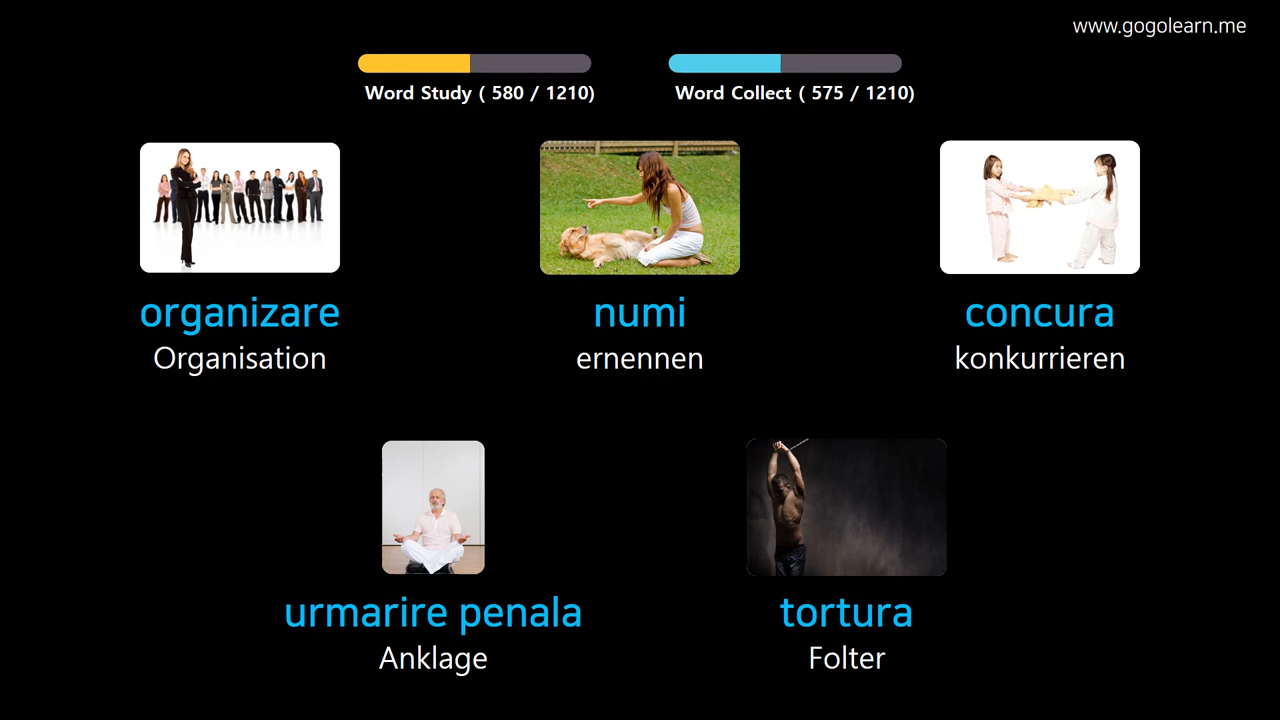 www.gogolearn.me
Word Study ( 580 / 1210)
Word Collect ( 575 / 1210)
organizare
Organisation
numi
ernennen
concura
konkurrieren
urmarire penala
Anklage
tortura
Folter